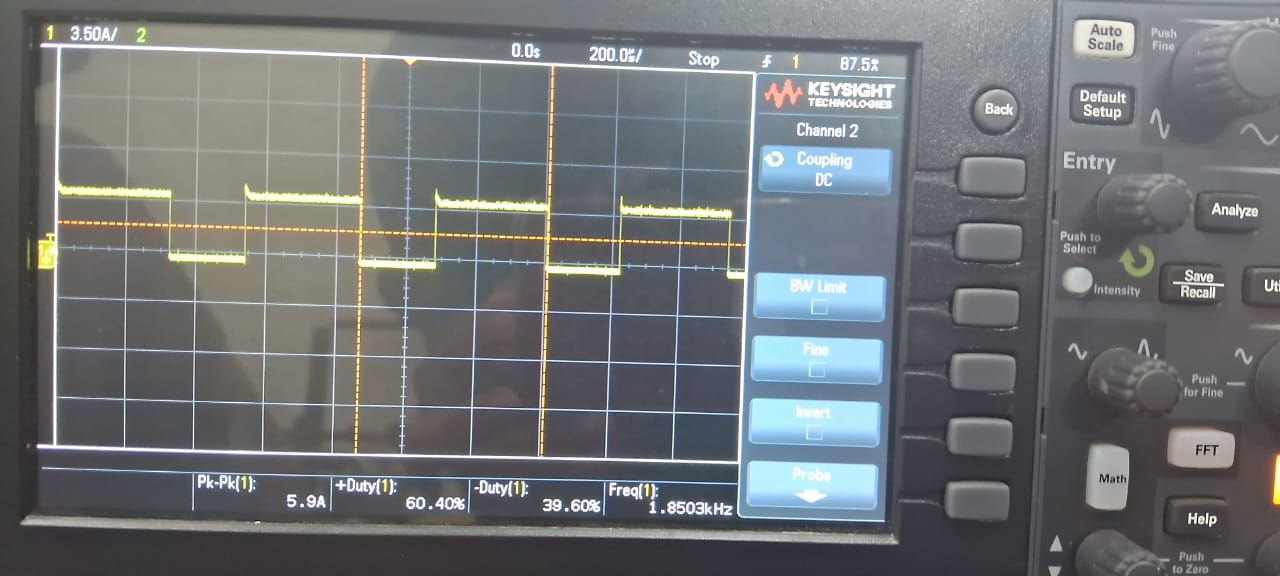 1 3.50A/ 2 0.0s 200.0㎲/ Stop 1 87.5%
KEYSIGHT
TECHNOLOGIES
Channel 2
Coupling
DC
BW Limit
Fine
Invert
Probe
Pk-Pk(1):
5.9A
+Duty(1):
60.40%
-Duty(1):
39.60%
Freq(1):
1.8503kHz
Back
Auto
Scale
Push
Fine
Default
Setup
Entry
Push to
Select
Intensity
Analyze
Save
Recall
Uti
Push
for Fine
FFT
Math
Help
Push
to Zero